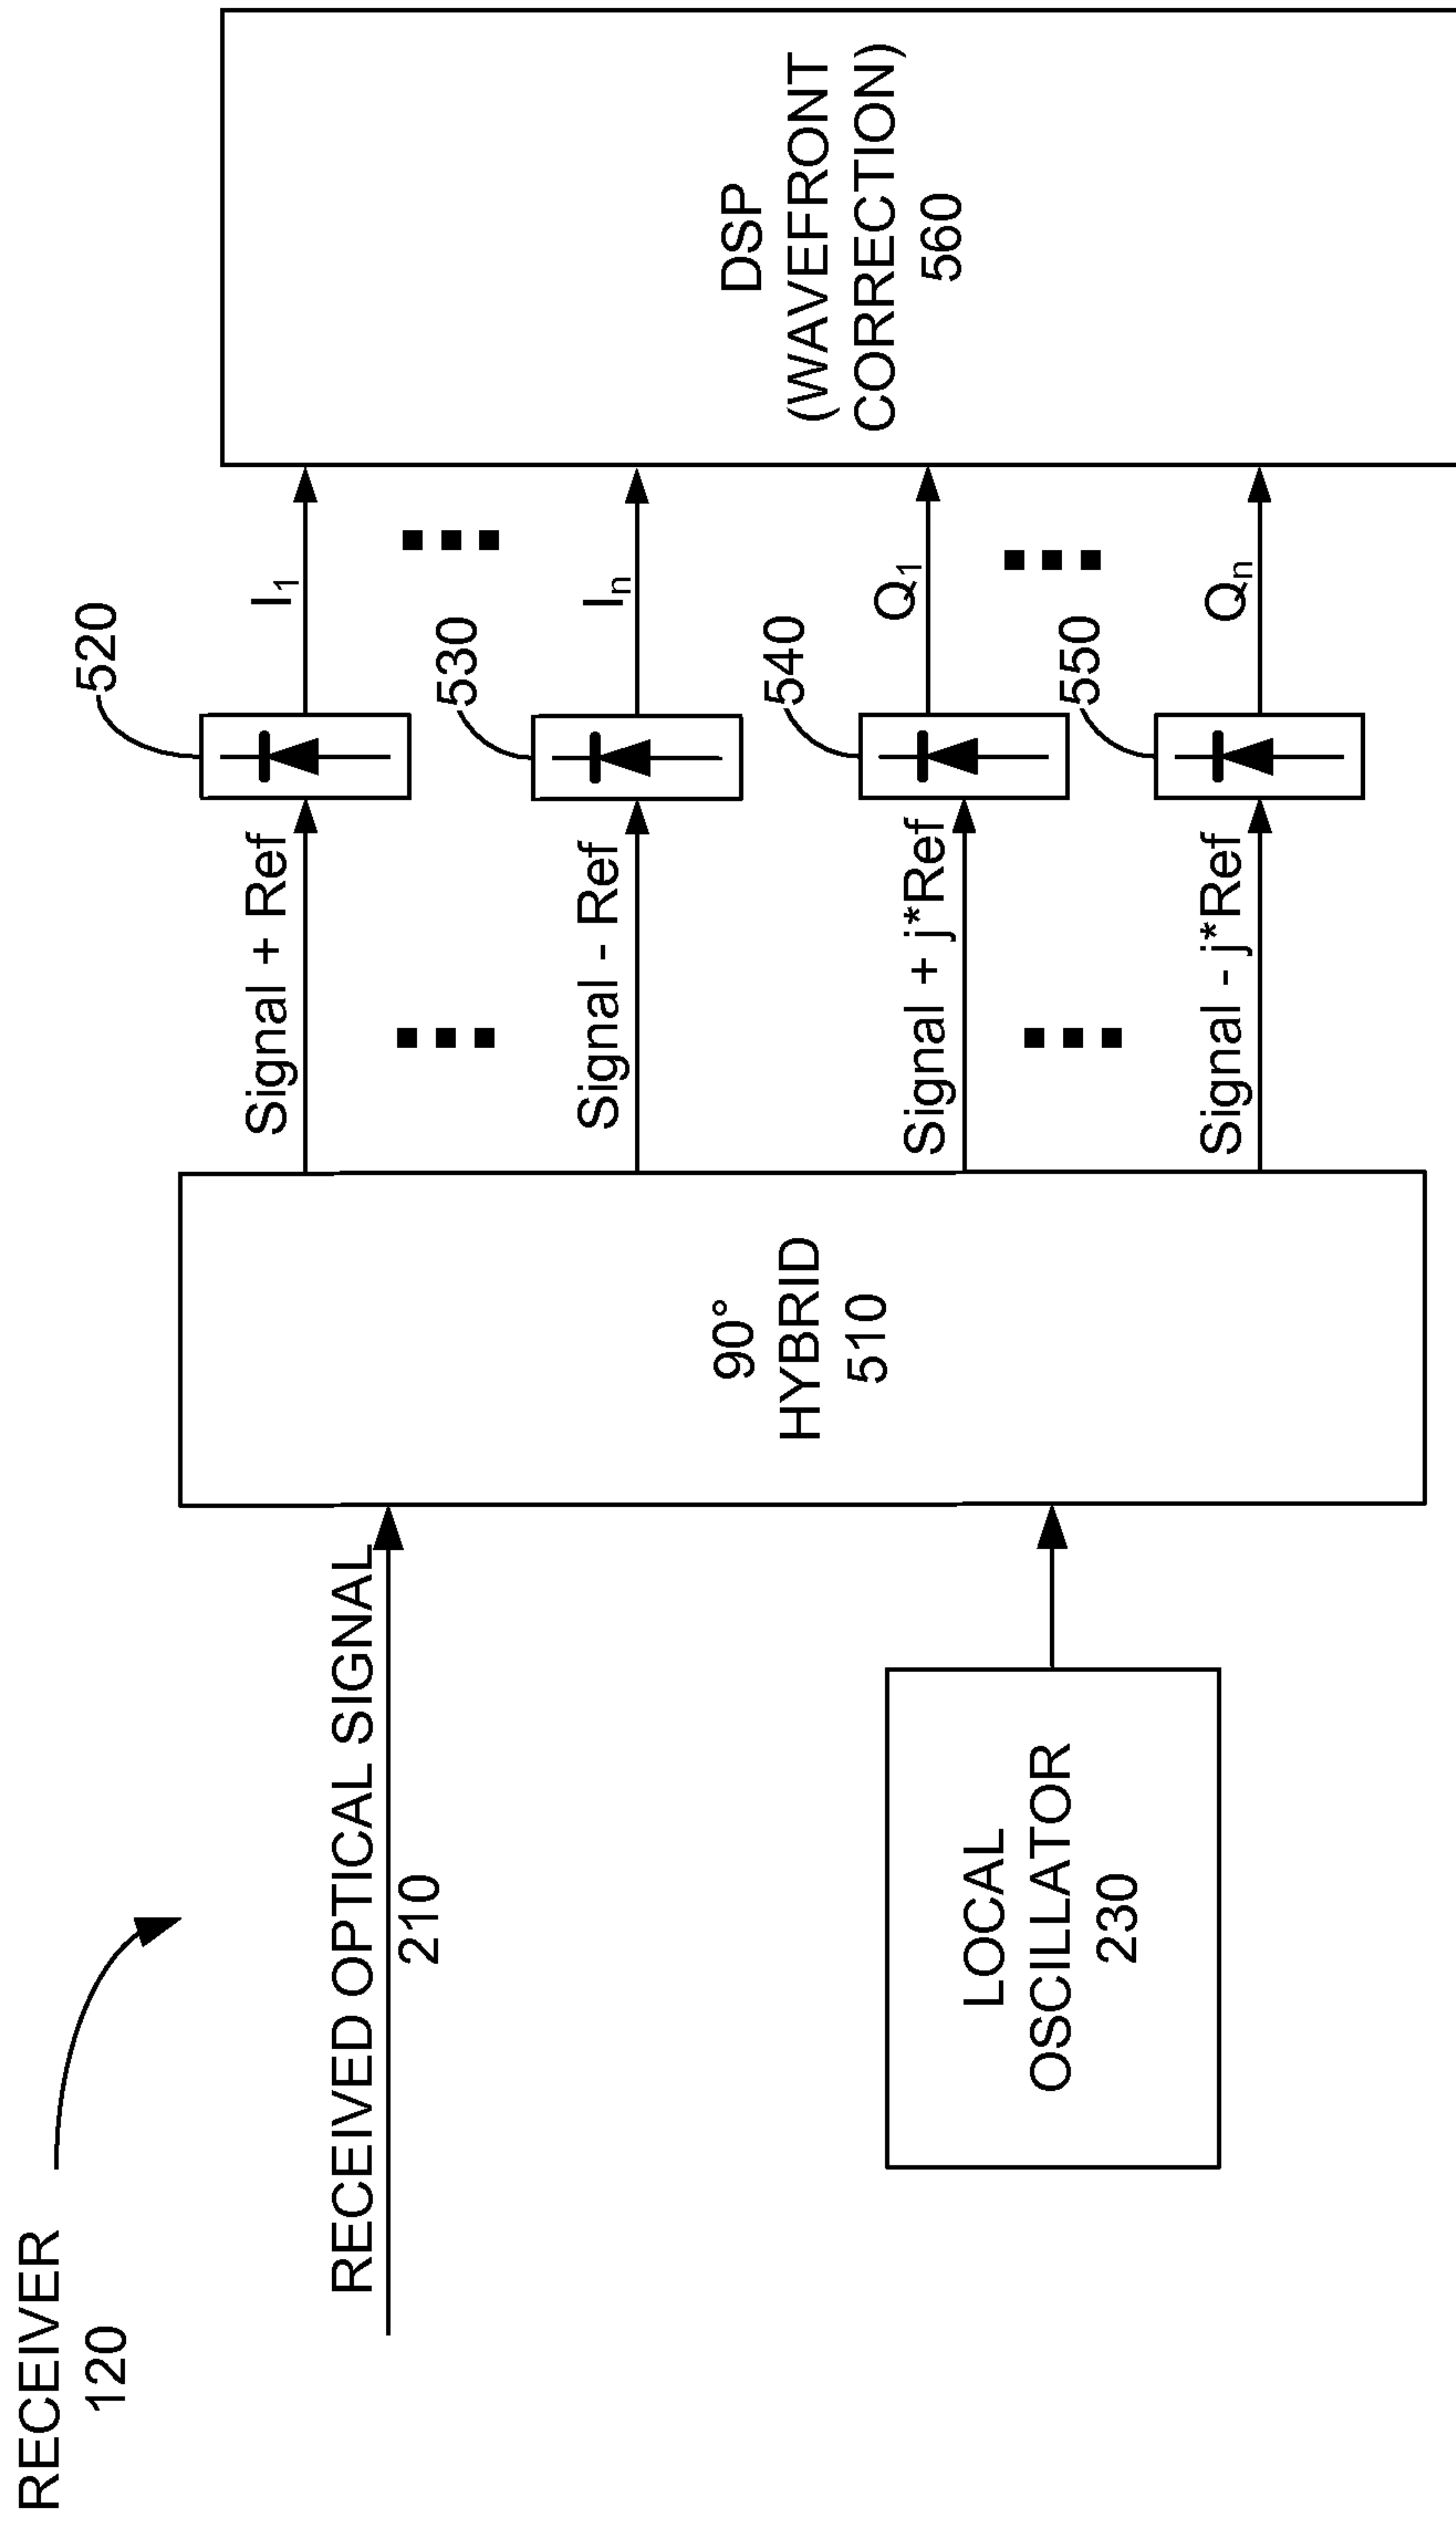 RECEIVER
120
RECEIVED OPTICAL SIGNAL
210
LOCAL
OSCILLATOR
230
90°
HYBRID
510
Signal + Ref
Signal - Ref
Signal + j*Ref
Signal - j*Ref
520
530
540
550
I1
In
Q1
Qn
DSP
(WAVEFRONT
CORRECTION)
560